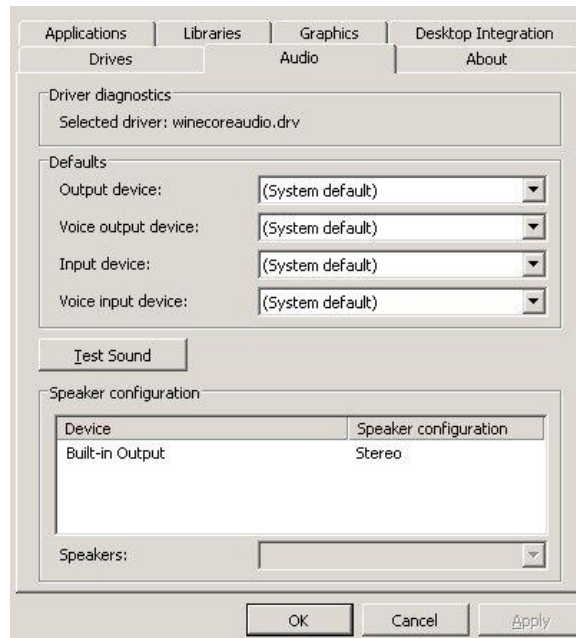 Applications Libraries Graphics Desktop Integration
Drives Audio About
Driver diagnostics
Selected driver: winecoreaudio.drv
Defaults
Output device: (System default)
Voice output device: (System default)
Input device: (System default)
Voice input device: (System default)
Test Sound
Speaker configuration
Device Speaker configuration
Built-in Output Stereo
Speakers:
OK Cancel Apply